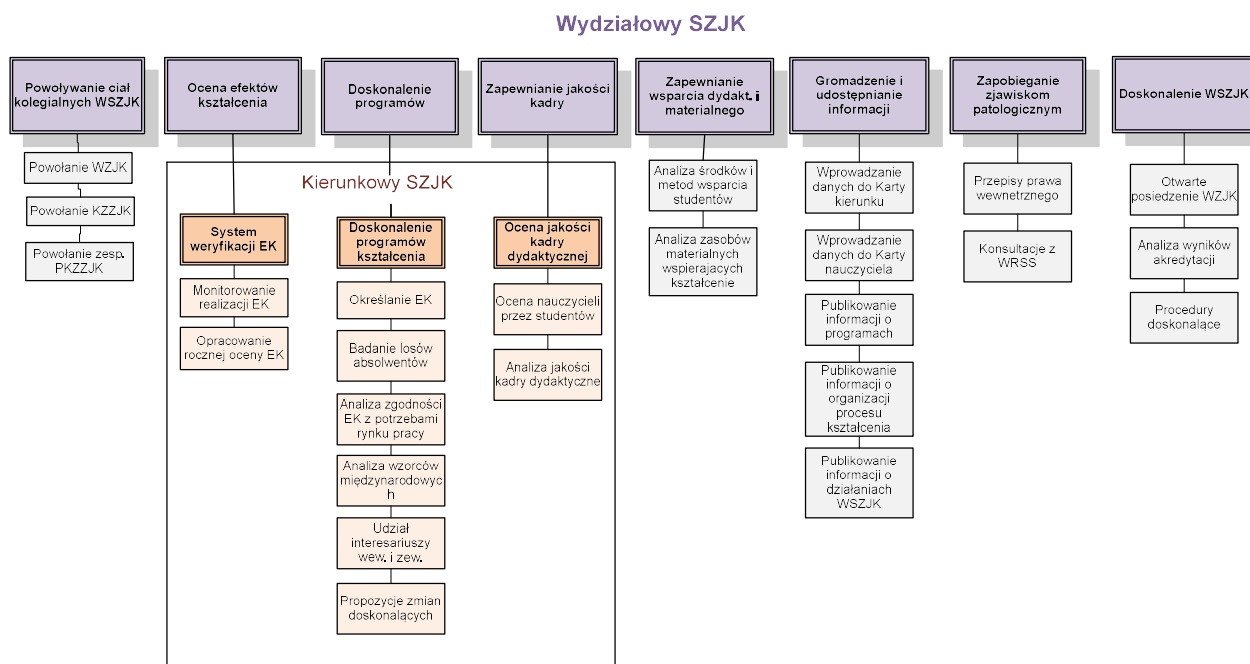 Wydziałowy SZJK
Powoływanie ciał
kolegialnych WSZJK
Powołanie WZJK
Powołanie KZZJK
Powołanie zesp.
PKZZJK
Ocena efektów
kształcenia
Doskonalenie
programów
Zapewnianie jakości
kadry
Kierunkowy SZJK
System
weryfikacji EK
Monitorowanie
realizacji EK
Opracowanie
rocznej oceny EK
Doskonalenie
programów
kształcenia
Określanie EK
Badanie losów
absolwentów
Analiza zgodności
EK z potrzebami
rynku pracy
Analiza wzorców
międzynarodowyc
h
Udział
interesariuszy
wew. i zew.
Propozycje zmian
doskonalących
Ocena jakości
kadry
dydaktycznej
Ocena nauczycieli
przez studentów
Analiza jakości
kadry dydaktyczne
Zapewnianie
wsparcia dydakt. i
materialnego
Analiza środków i
metod wsparcia
studentów
Analiza zasobów
materialnych
wspierajacych
kształcenie
Gromadzenie i
udostępnianie
informacji
Wprowadzanie
danych do Karty
kierunku
Wprowadzanie
danych do Karty
nauczyciela
Publikowanie
informacji o
programach
Publikowanie
informacji o
organizacji
procesu
kształcenia
Publikowanie
informacji o
działaniach
WSZJK
Zapobieganie
zjawiskom
patologicznym
Przepisy prawa
wewnetrznego
Konsultacje z
WRSS
Doskonalenie WSZJK
Otwarte
posiedzenie WZJK
Analiza wyników
akredytacji
Procedury
doskonalące